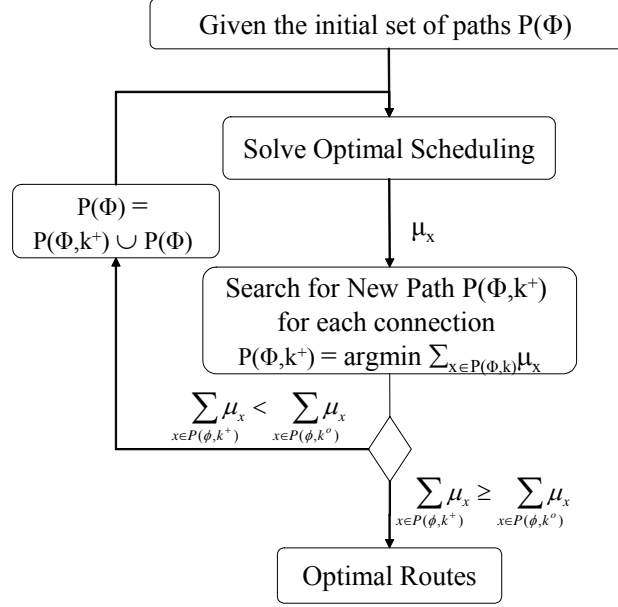 Given the initial set of paths P(Φ)
Solve Optimal Scheduling
P(Φ) =
P(Φ,k⁺) ∪ P(Φ)
μₓ
Search for New Path P(Φ,k⁺)
for each connection
P(Φ,k⁺) = argmin ∑ₓ∈P(Φ,k)μₓ
∑ μₓ < ∑ μₓ
x∈P(ϕ,k⁺) x∈P(ϕ,kᵒ)
∑ μₓ ≥ ∑ μₓ
x∈P(ϕ,k⁺) x∈P(ϕ,kᵒ)
Optimal Routes